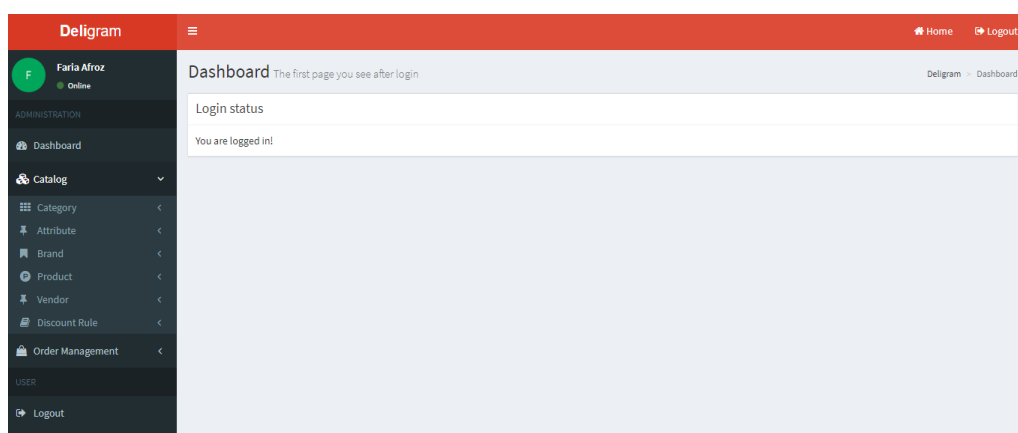 Deligram
Home Logout
F
Faria Afroz
Online
ADMINISTRATION
Dashboard
Catalog
Category
Attribute
Brand
P
Product
Vendor
Discount Rule
Order Management
USER
Logout
Dashboard The first page you see after login
Deligram > Dashboard
Login status
You are logged in!